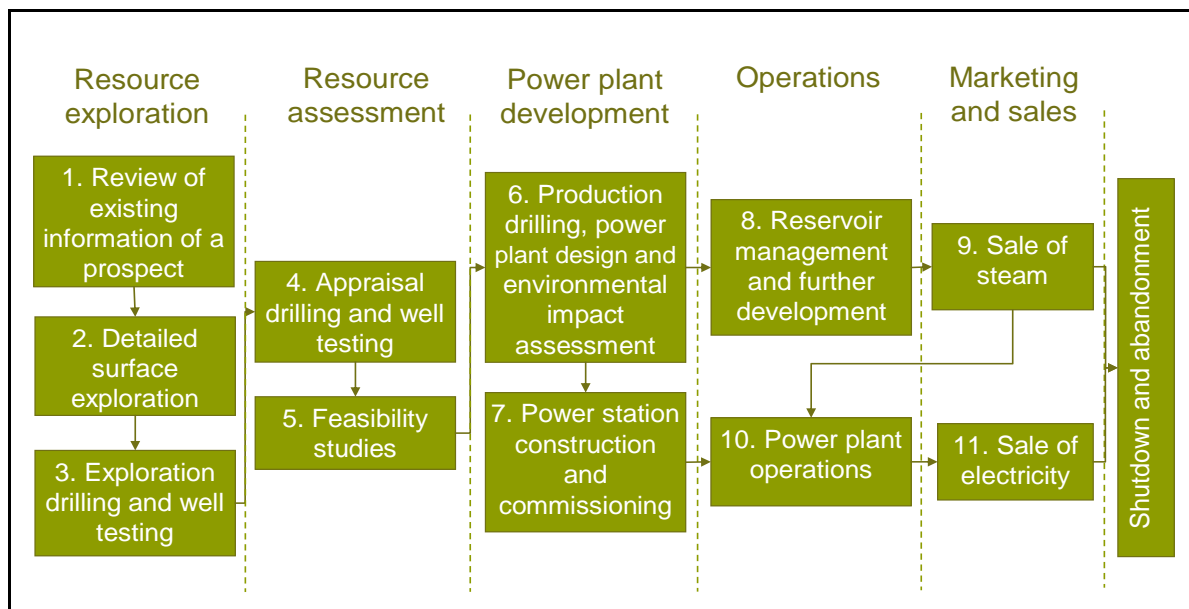 Resource
exploration
Resource
assessment
Power plant
development
Operations
Marketing
and sales
1. Review of
existing
information of a
prospect
2. Detailed
surface
exploration
3. Exploration
drilling and well
testing
4. Appraisal
drilling and well
testing
5. Feasibility
studies
6. Production
drilling, power
plant design and
environmental
impact
assessment
7. Power station
construction
and
commissioning
8. Reservoir
management
and further
development
10. Power plant
operations
9. Sale of
steam
11. Sale of
electricity
Shutdown and abandonment